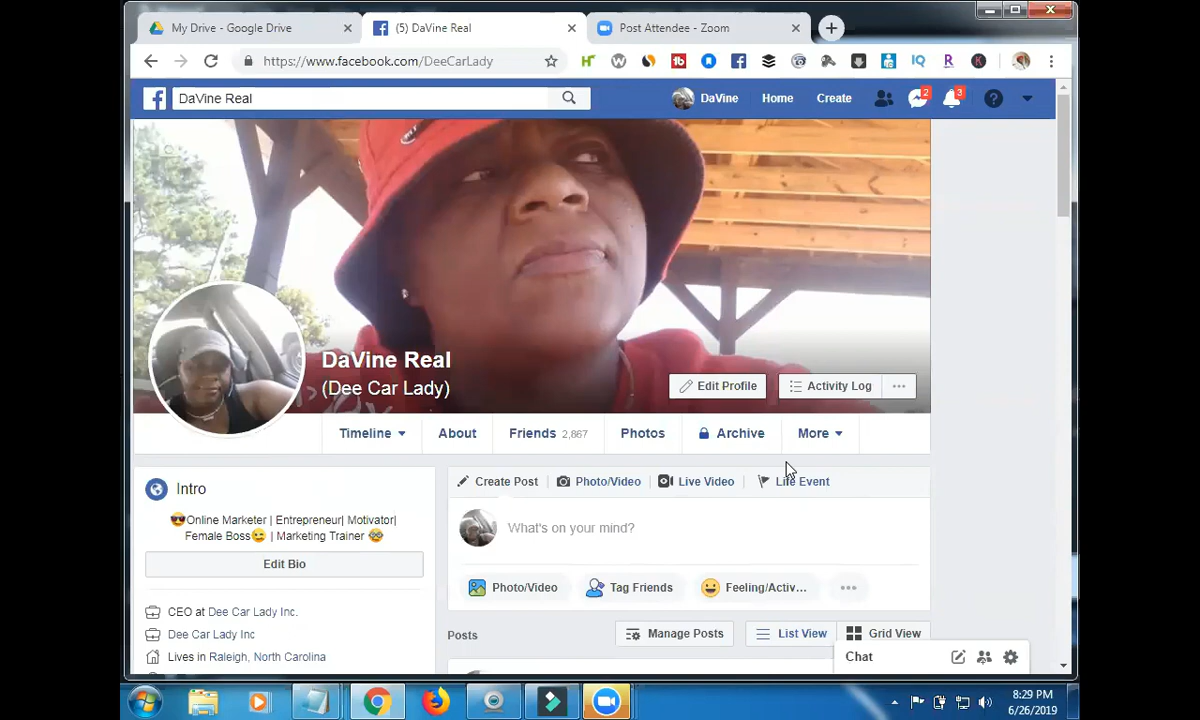 My Drive - Google Drive
(5) DaVine Real
Post Attendee - Zoom
https://www.facebook.com/DeeCarLady
DaVine Real
DaVine
Home
Create
2
3
DaVine Real
(Dee Car Lady)
Edit Profile
Activity Log
Timeline
About
Friends 2,867
Photos
Archive
More
Intro
😎Online Marketer | Entrepreneur| Motivator|
Female Boss😉 | Marketing Trainer 🤓
Edit Bio
CEO at Dee Car Lady Inc.
Dee Car Lady Inc
Lives in Raleigh, North Carolina
Create Post
Photo/Video
Live Video
Life Event
What's on your mind?
Photo/Video
Tag Friends
Feeling/Activ...
Posts
Manage Posts
List View
Grid View
Chat
8:29 PM
6/26/2019